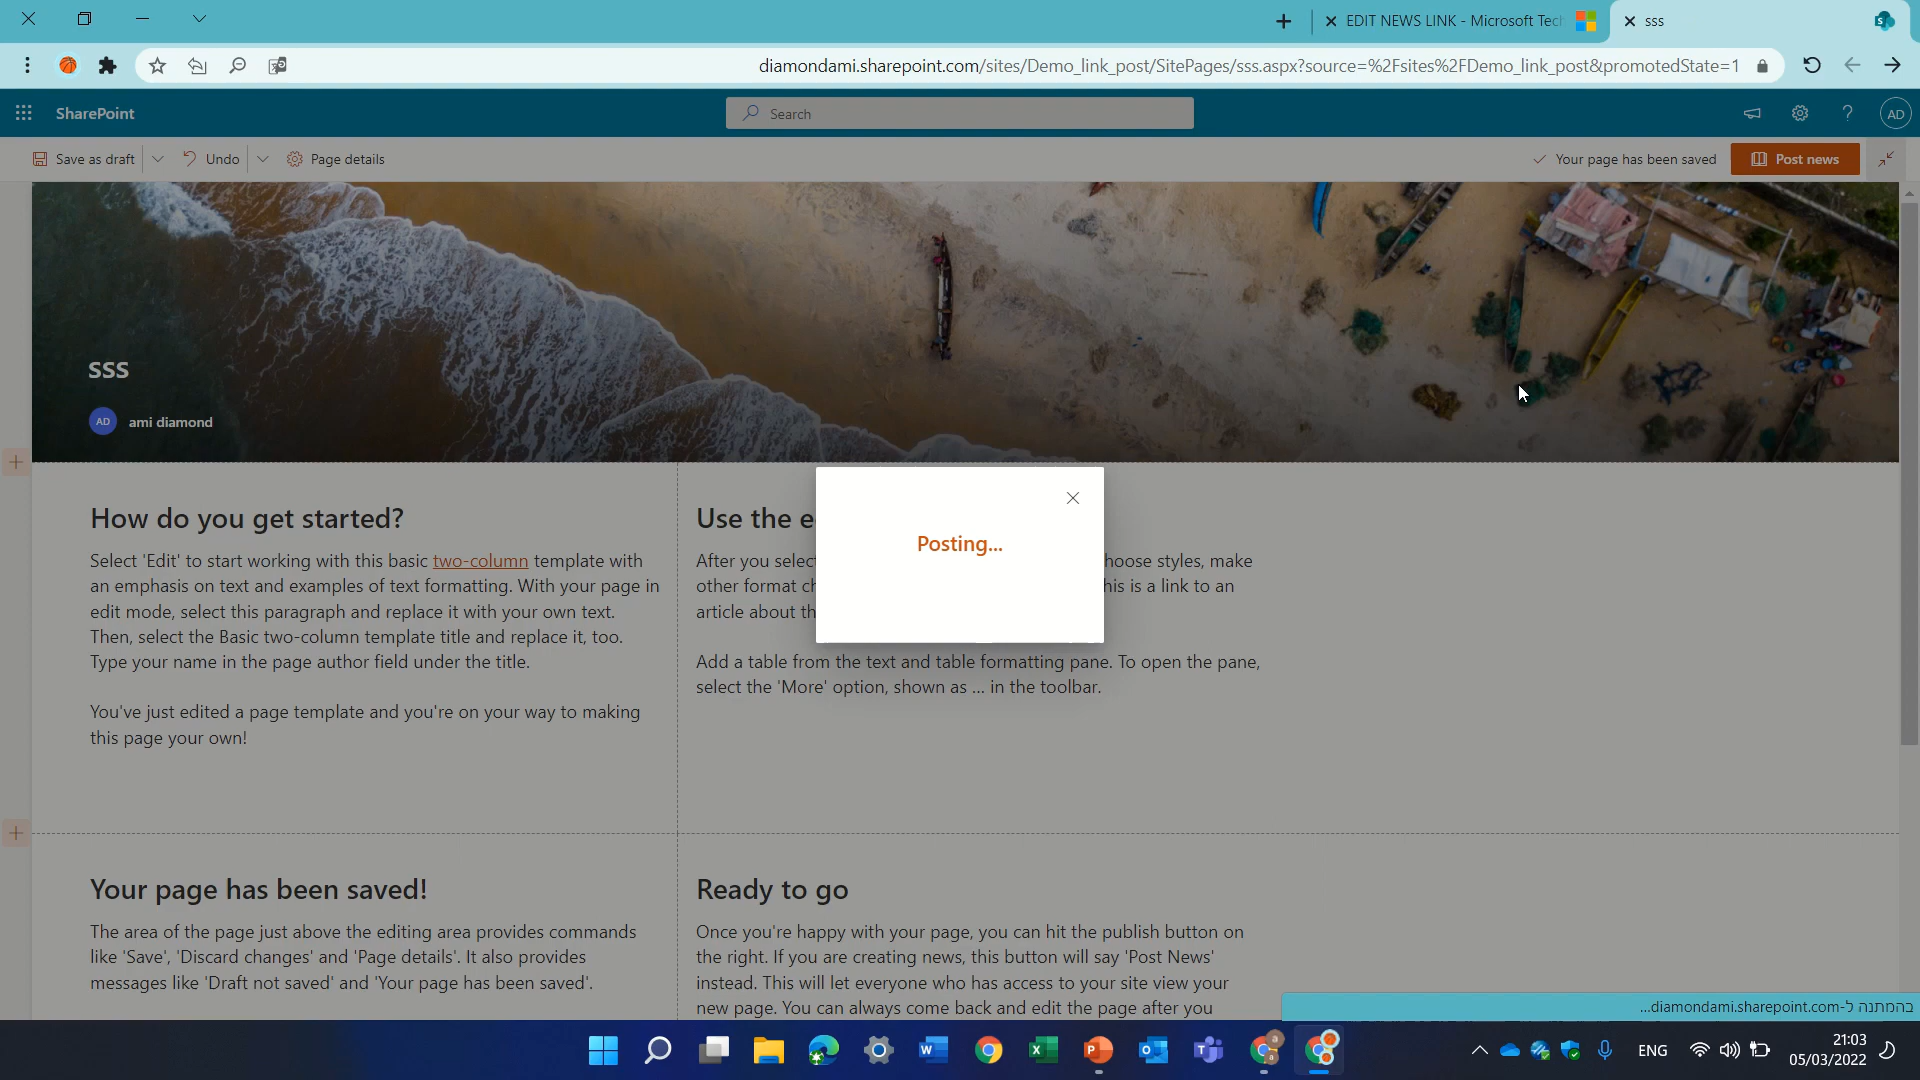 EDIT NEWS LINK - Microsoft Tec
sss
diamondami.sharepoint.com/sites/Demo_link_post/SitePages/sss.aspx?source=%2Fsites%2FDemo_link_post&promotedState=1
SharePoint
Search
AD
Save as draft
Undo
Page details
Your page has been saved
Post news
sss
AD
ami diamond
How do you get started?
Select 'Edit' to start working with this basic two-column template with
an emphasis on text and examples of text formatting. With your page in
edit mode, select this paragraph and replace it with your own text.
Then, select the Basic two-column template title and replace it, too.
Type your name in the page author field under the title.
You've just edited a page template and you're on your way to making
this page your own!
Use the e
After you selec
hoose styles, make
other format ch
his is a link to an
article about th
Add a table from the text and table formatting pane. To open the pane,
select the 'More' option, shown as ... in the toolbar.
Posting...
Your page has been saved!
The area of the page just above the editing area provides commands
like 'Save', 'Discard changes' and 'Page details'. It also provides
messages like 'Draft not saved' and 'Your page has been saved'.
Ready to go
Once you're happy with your page, you can hit the publish button on
the right. If you are creating news, this button will say 'Post News'
instead. This will let everyone who has access to your site view your
new page. You can always come back and edit the page after you
בהמתנה ל-diamondami.sharepoint.com...
ENG
21:03
05/03/2022